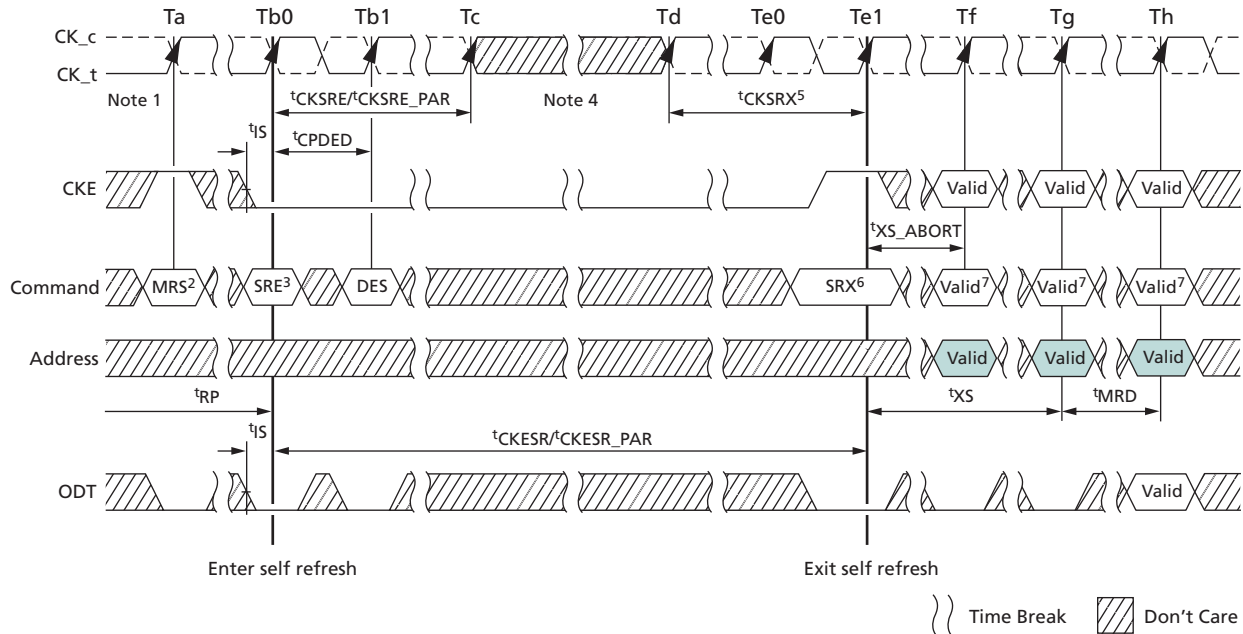 Ta Tb0 Tb1 Tc Td Te0 Te1 Tf Tg Th
CK_c
CK_t
Note 1
tCKSRE/tCKSRE_PAR
Note 4
tCKSRX5
tIS
tCPDED
CKE
Valid Valid Valid
tXS_ABORT
Command
MRS2 SRE3 DES SRX6 Valid7 Valid7 Valid7
Address
Valid Valid Valid
tRP
tXS
tMRD
tIS
tCKESR/tCKESR_PAR
ODT
Valid
Enter self refresh
Exit self refresh
Time Break
Don't Care